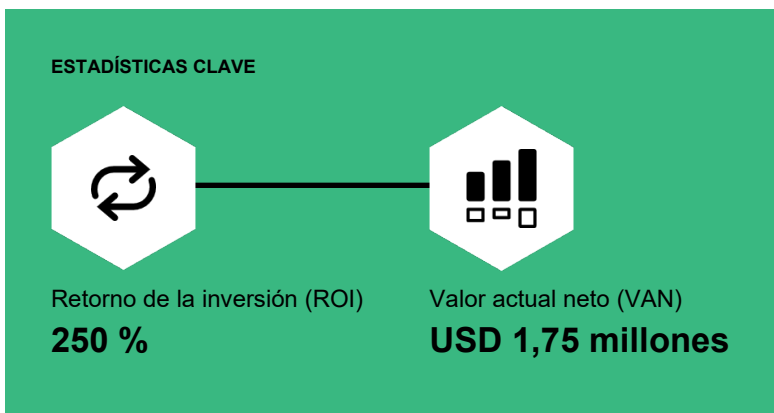 ESTADÍSTICAS CLAVE
Retorno de la inversión (ROI)
250 %
Valor actual neto (VAN)
USD 1,75 millones